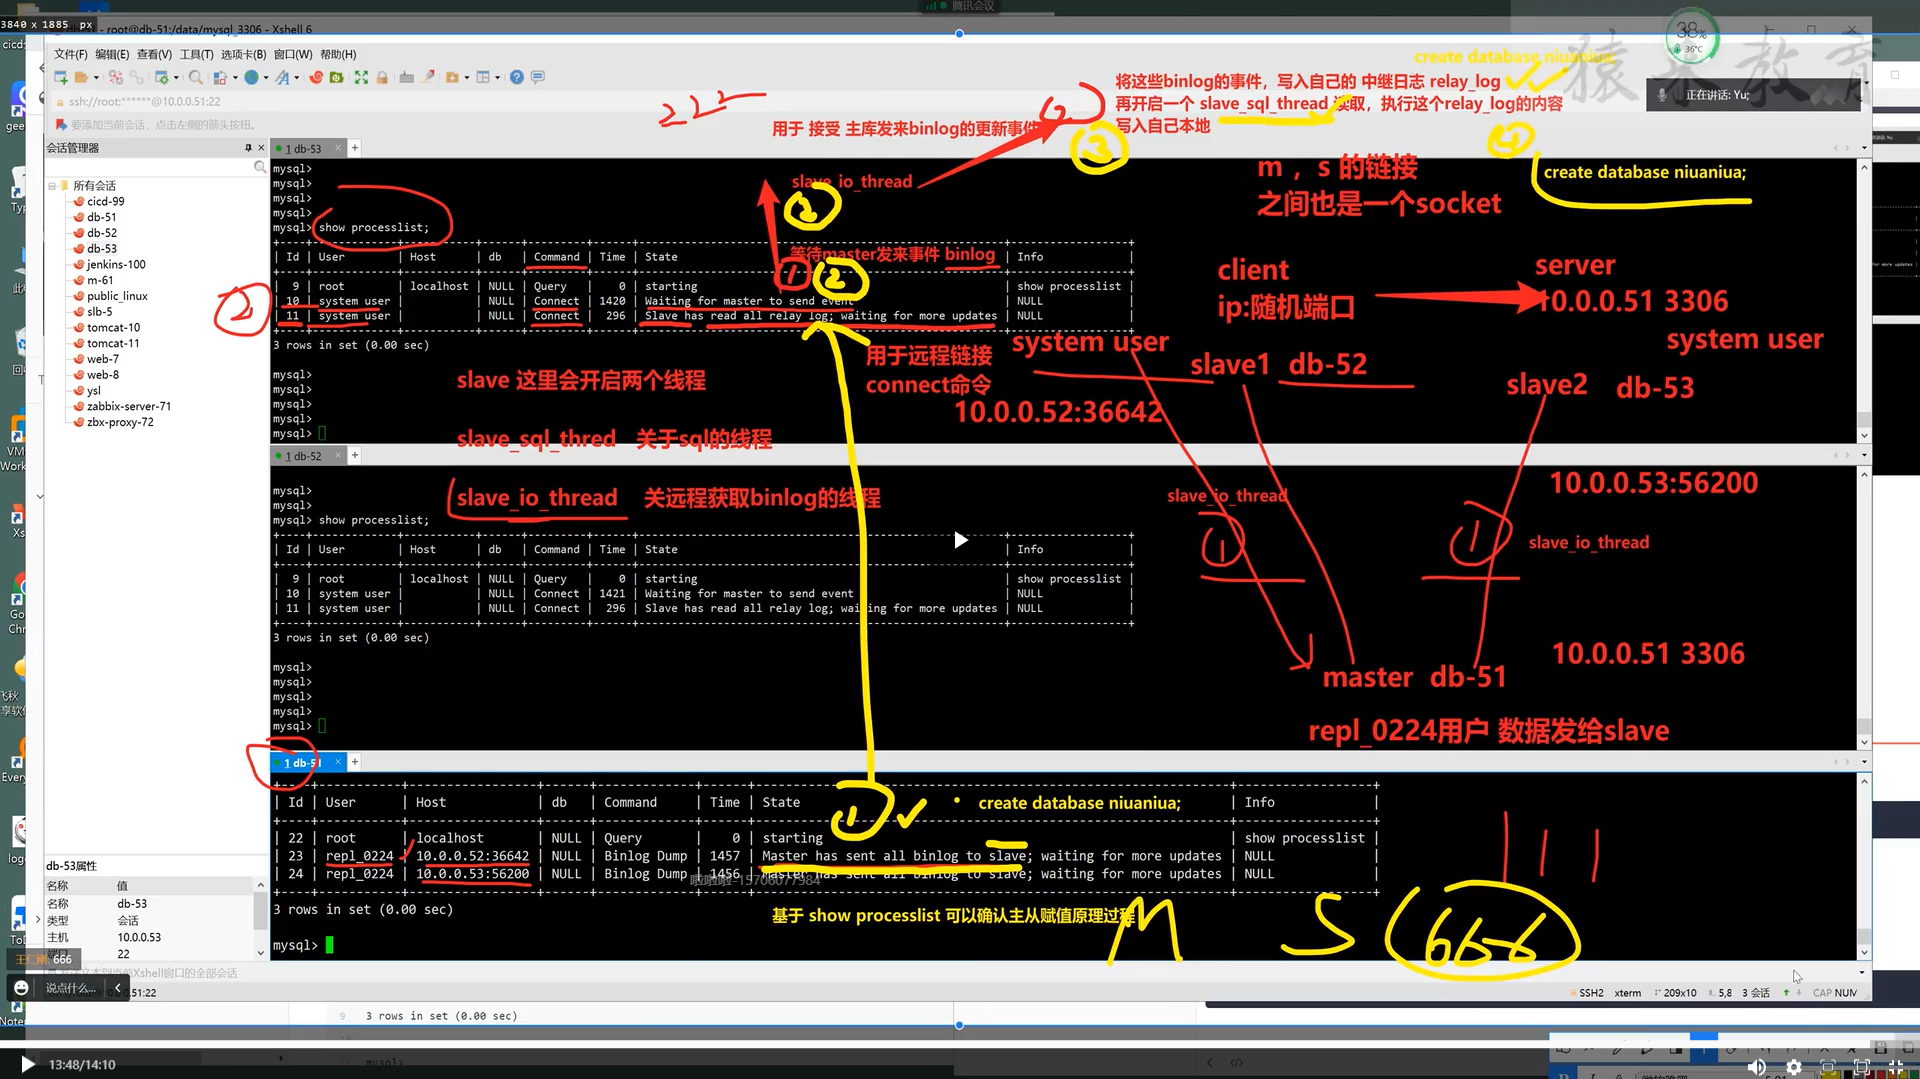 3840 x 1885 px
腾讯会议
- root@db-51:/data/mysql_3306 - Xshell 6
38%
36°C
文件(F) 编辑(E) 查看(V) 工具(T) 选项卡(B) 窗口(W) 帮助(H)
create database niuaniua;
猿来教育
正在讲话: Yu;
ssh://root:******@10.0.0.51:22
要添加当前会话，点击左侧的箭头按钮。
将这些binlog的事件，写入自己的 中继日志 relay_log
再开启一个 slave_sql_thread 读取，执行这个relay_log的内容
写入自己本地
用于 接受 主库发来binlog的更新事件
会话管理器
1 db-53
所有会话
cicd-99
db-51
db-52
db-53
jenkins-100
m-61
public_linux
slb-5
tomcat-10
tomcat-11
web-7
web-8
ysl
zabbix-server-71
zbx-proxy-72
mysql>
mysql>
mysql>
mysql>
mysql> show processlist;
slave_io_thread
②
③
④
m ，s 的链接
之间也是一个socket
create database niuaniua;
等待master发来事件 binlog
| Id | User | Host | db | Command | Time | State | Info |
| 9 | root | localhost | NULL | Query | 0 | starting | show processlist |
| 10 | system user | | NULL | Connect | 1420 | Waiting for master to send event | NULL |
| 11 | system user | | NULL | Connect | 296 | Slave has read all relay log; waiting for more updates | NULL |
3 rows in set (0.00 sec)
① ②
②
client
ip:随机端口
server
10.0.0.51 3306
system user
mysql>
mysql>
mysql>
mysql>
mysql>
slave 这里会开启两个线程
slave_sql_thred 关于sql的线程
用于远程链接
connect命令
system user
slave1 db-52
10.0.0.52:36642
slave2 db-53
1 db-52
mysql>
mysql>
mysql> show processlist;
slave_io_thread 关远程获取binlog的线程
slave_io_thread
①
10.0.0.53:56200
①
slave_io_thread
| Id | User | Host | db | Command | Time | State | Info |
| 9 | root | localhost | NULL | Query | 0 | starting | show processlist |
| 10 | system user | | NULL | Connect | 1421 | Waiting for master to send event | NULL |
| 11 | system user | | NULL | Connect | 296 | Slave has read all relay log; waiting for more updates | NULL |
3 rows in set (0.00 sec)
mysql>
mysql>
mysql>
mysql>
mysql>
10.0.0.51 3306
master db-51
repl_0224用户 数据发给slave
1 db-51
| Id | User | Host | db | Command | Time | State | Info |
① create database niuaniua;
| 22 | root | localhost | NULL | Query | 0 | starting | show processlist |
| 23 | repl_0224 | 10.0.0.52:36642 | NULL | Binlog Dump | 1457 | Master has sent all binlog to slave; waiting for more updates | NULL |
| 24 | repl_0224 | 10.0.0.53:56200 | NULL | Binlog Dump | 1456 | Master has sent all binlog to slave; waiting for more updates | NULL |
3 rows in set (0.00 sec)
基于 show processlist 可以确认主从赋值原理过程
mysql>
M S 666
db-53属性
名称 值
名称 db-53
类型 会话
主机 10.0.0.53
22
666
说点什么...
SSH2 xterm 209x10 5,8 3 会话 CAP NUM
9 3 rows in set (0.00 sec)
mysql>
13:48/14:10